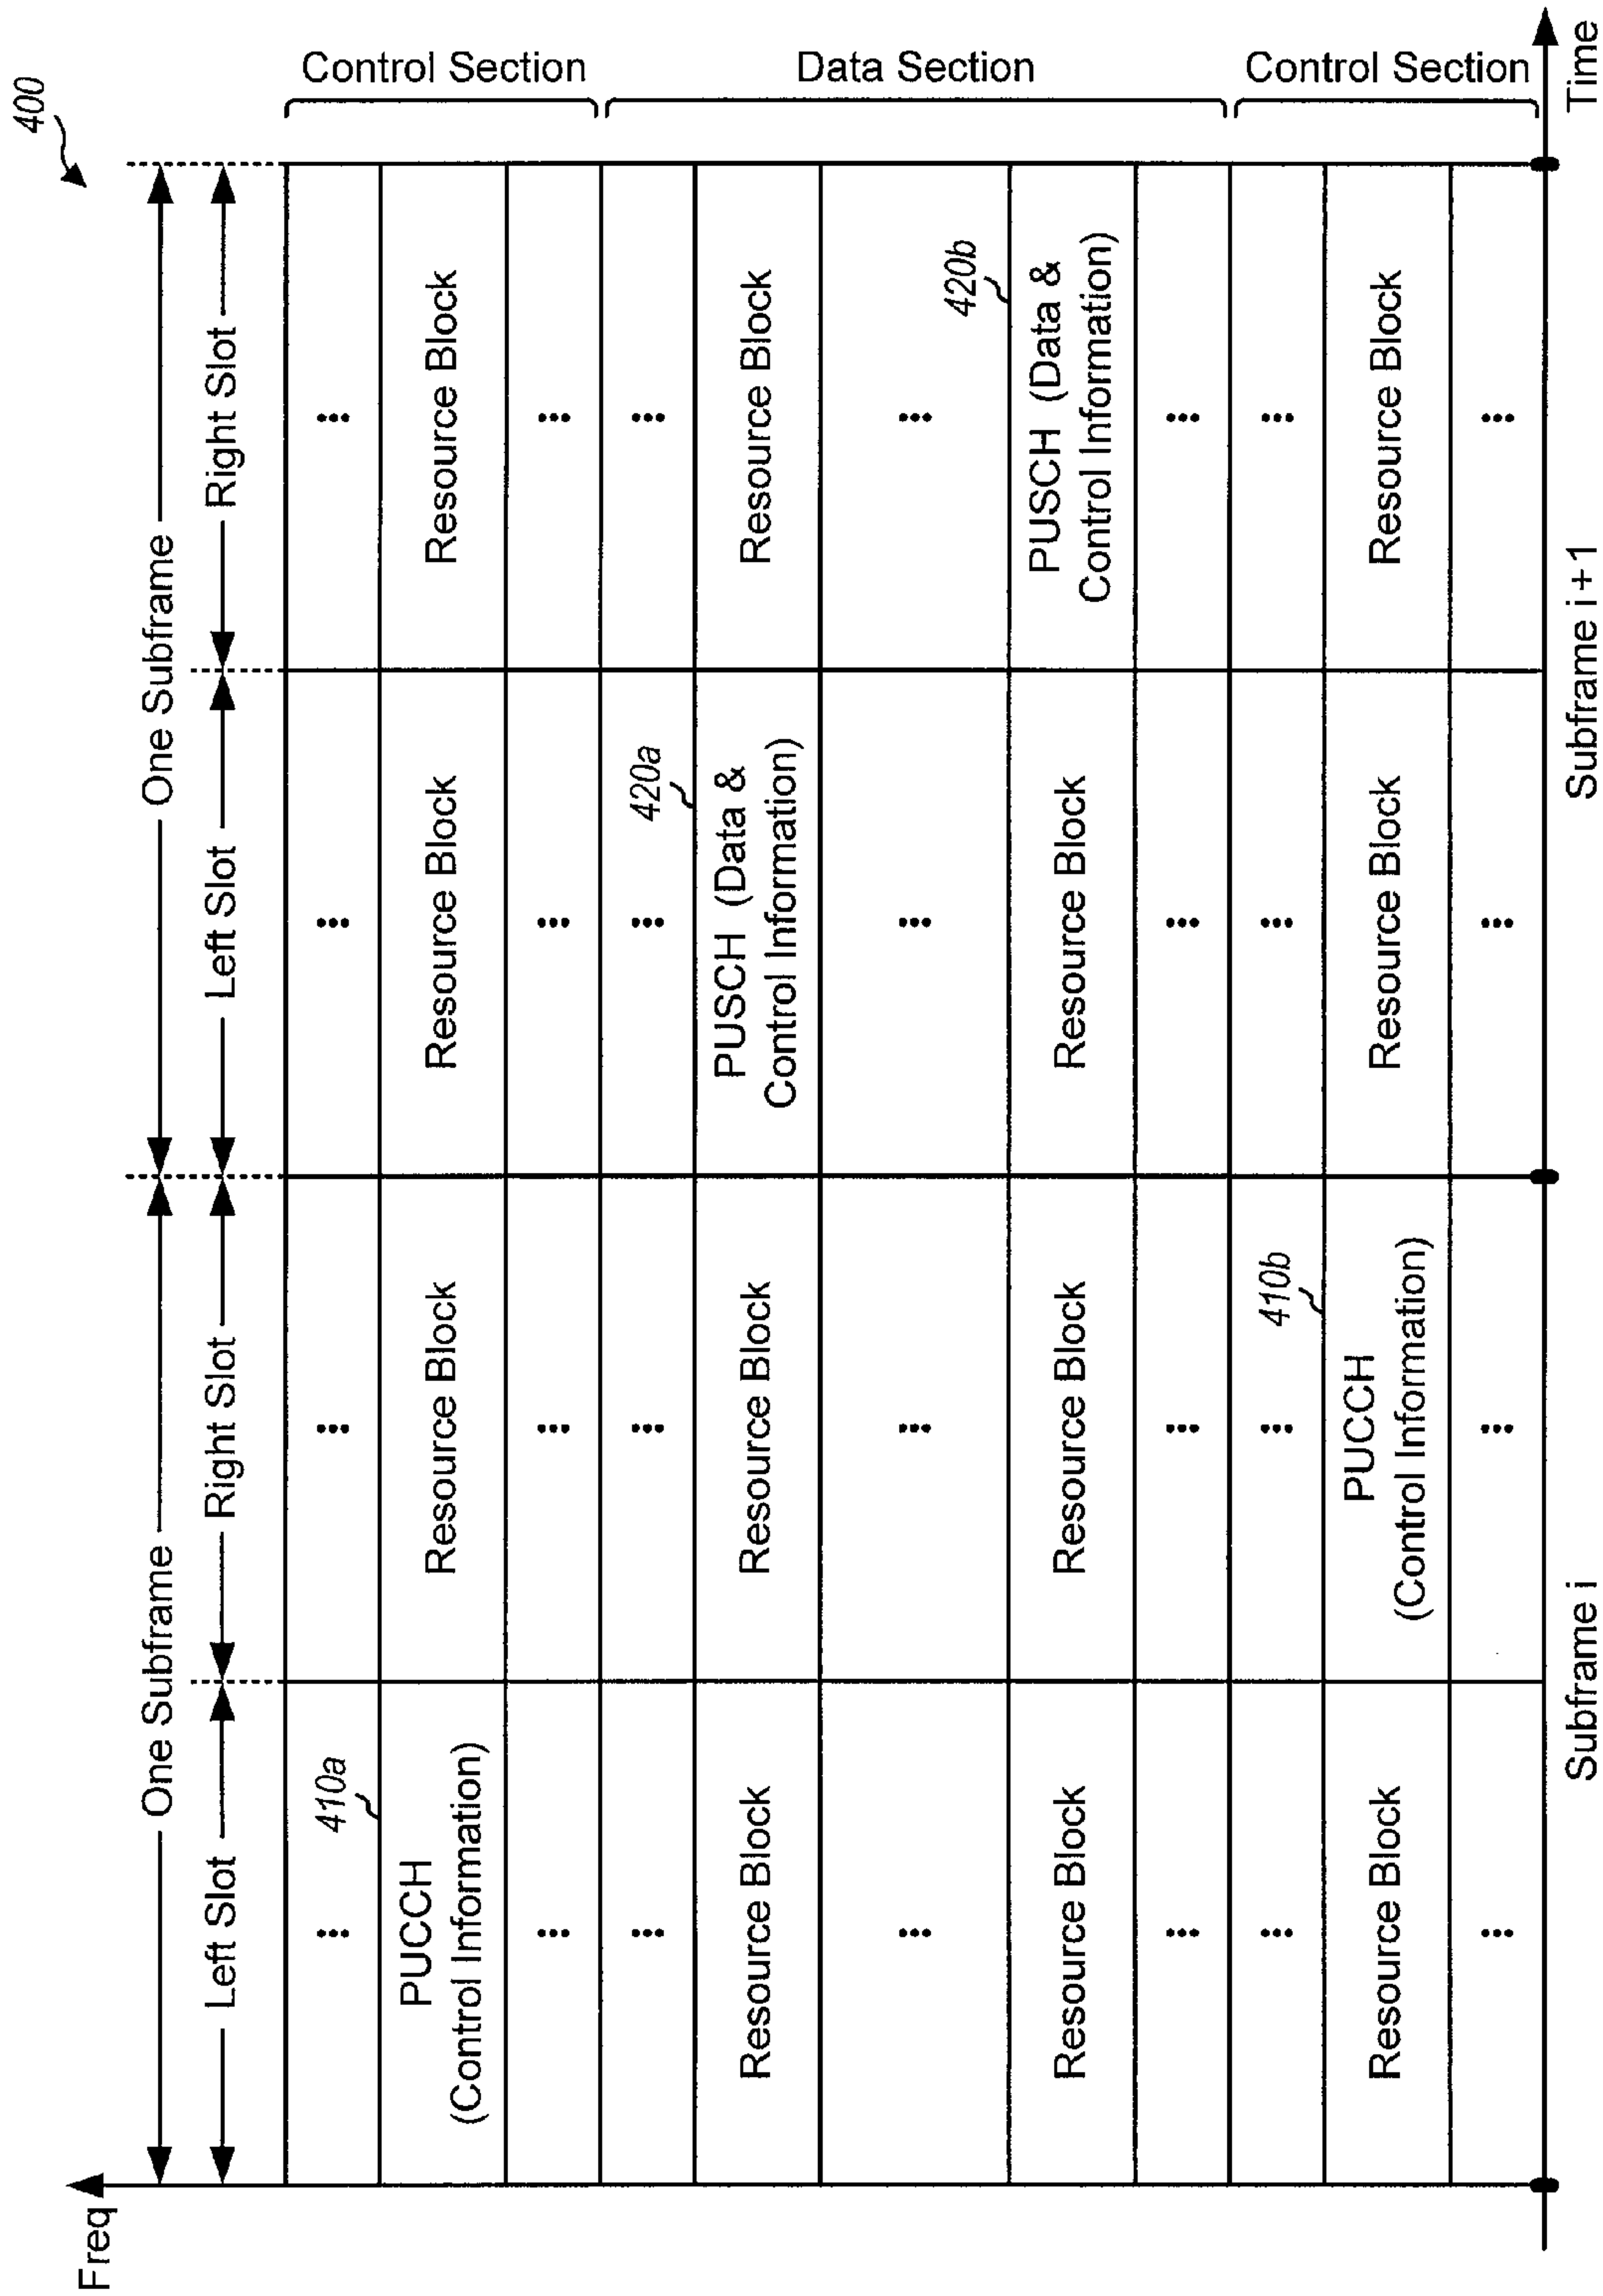 400
Freq
One Subframe
One Subframe
Left Slot
Right Slot
Left Slot
Right Slot
...
410a
...
...
...
PUCCH
(Control Information)
Resource Block
Resource Block
Resource Block
Control Section
...
...
...
...
...
...
420a
...
...
Resource Block
Resource Block
PUSCH (Data &
Control Information)
Resource Block
...
...
...
...
420b
Data Section
Resource Block
Resource Block
Resource Block
PUSCH (Data &
Control Information)
...
...
...
...
...
...
410b
...
...
Resource Block
PUCCH
(Control Information)
Resource Block
Resource Block
Control Section
...
...
...
...
Subframe i
Subframe i + 1
Time